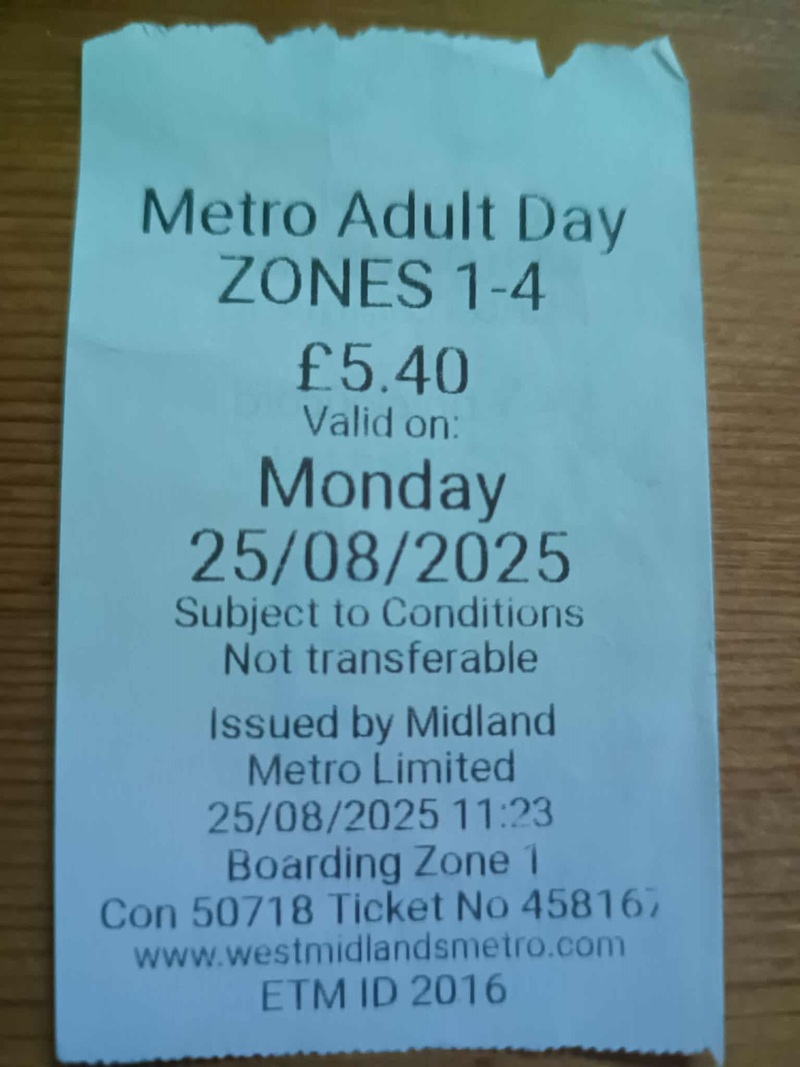 Metro Adult Day
ZONES 1-4
£5.40
Valid on:
Monday
25/08/2025
Subject to Conditions
Not transferable
Issued by Midland
Metro Limited
25/08/2025 11:23
Boarding Zone 1
Con 50718 Ticket No 458167
www.westmidlandsmetro.com
ETM ID 2016